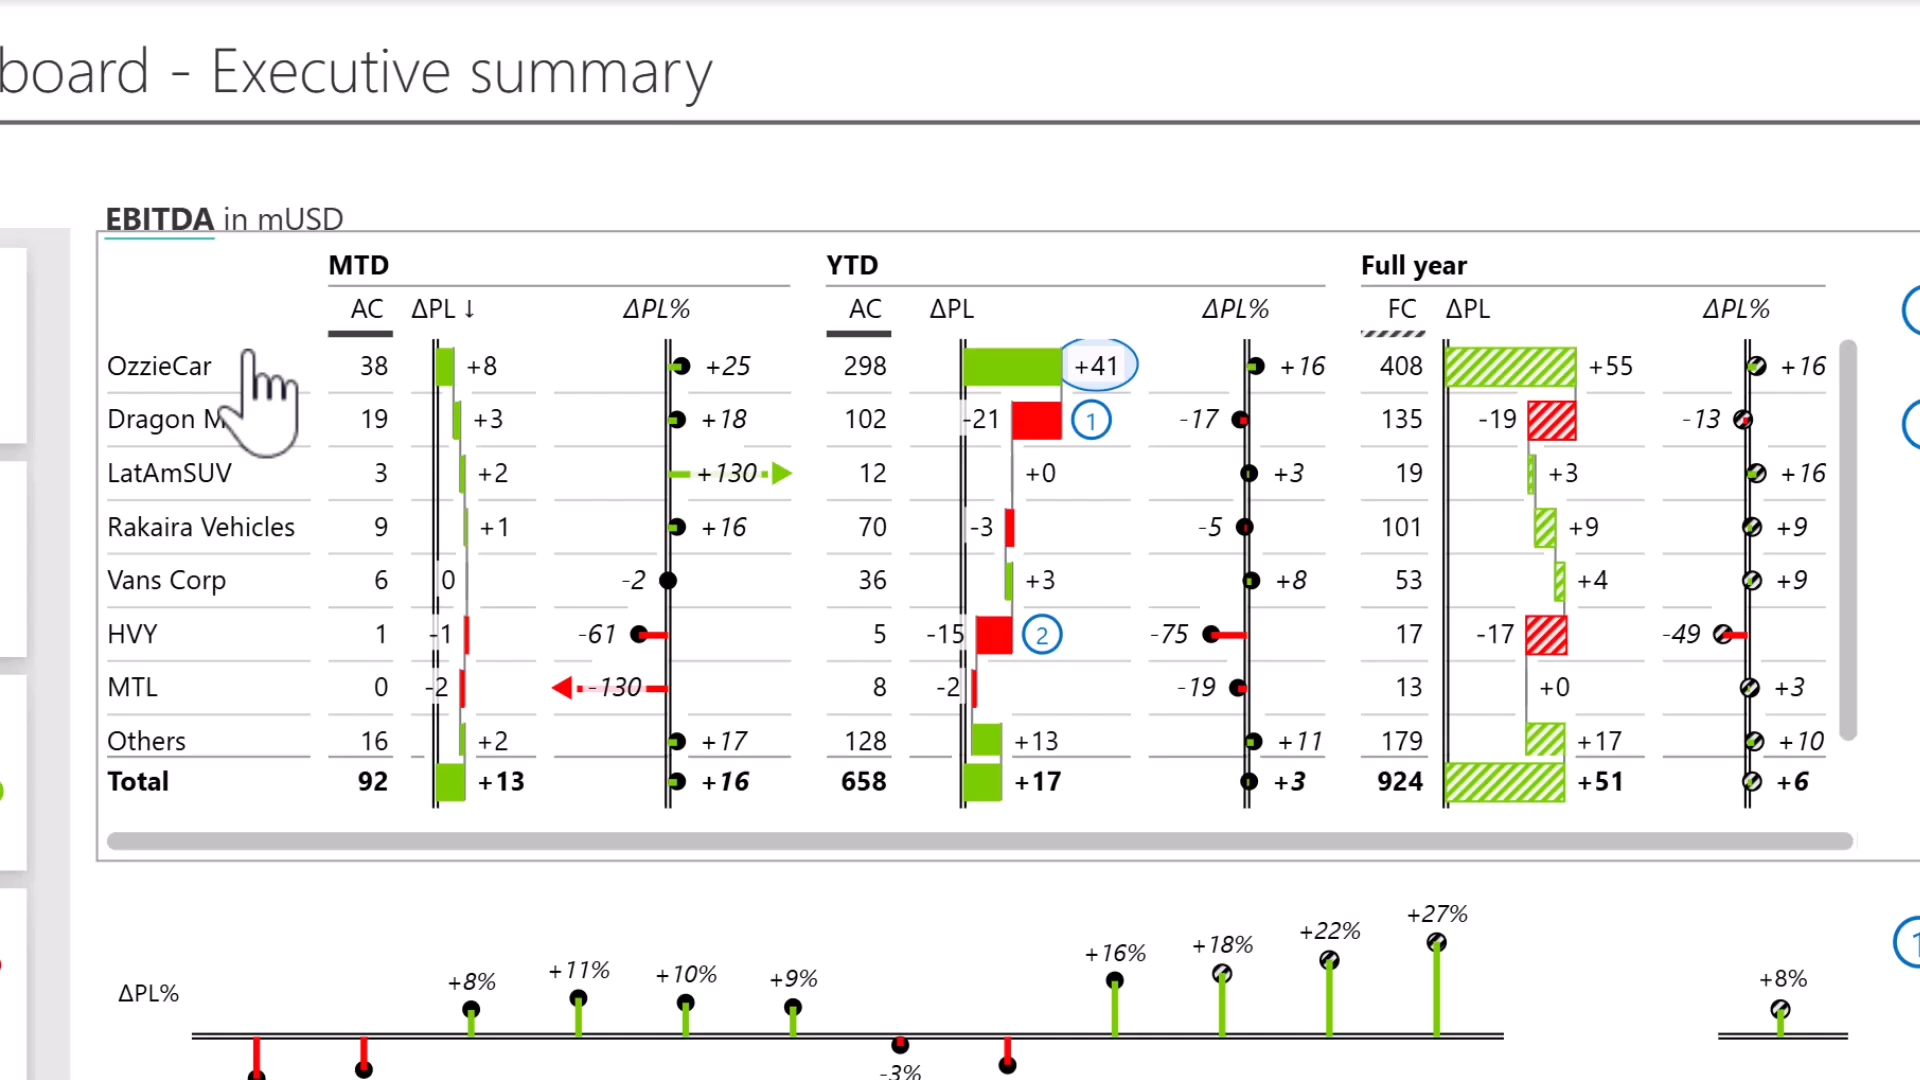 board - Executive summary
EBITDA in mUSD
MTD YTD Full year
AC ΔPL ↓ ΔPL% AC ΔPL ΔPL% FC ΔPL ΔPL%
OzzieCar 38 +8 +25 298 +41 +16 408 +55 +16
Dragon M 19 +3 +18 102 -21 1 -17 135 -19 -13
LatAmSUV 3 +2 +130 12 +0 +3 19 +3 +16
Rakaira Vehicles 9 +1 +16 70 -3 -5 101 +9 +9
Vans Corp 6 0 -2 36 +3 +8 53 +4 +9
HVY 1 -1 -61 5 -15 2 -75 17 -17 -49
MTL 0 -2 -130 8 -2 -19 13 +0 +3
Others 16 +2 +17 128 +13 +11 179 +17 +10
Total 92 +13 +16 658 +17 +3 924 +51 +6
ΔPL% +8% +11% +10% +9% -3% +16% +18% +22% +27% +8%
1